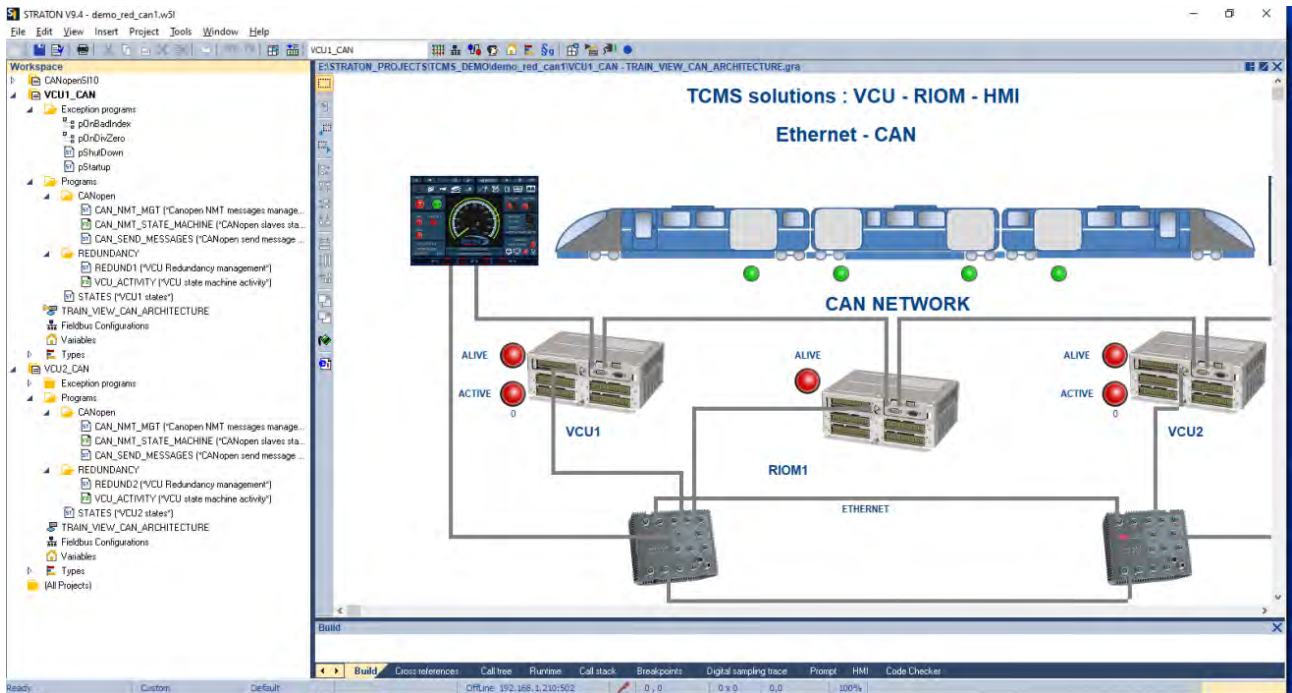 STRATON V9.4 - demo_red_can1.w5l
File Edit View Insert Project Tools Window Help
VCU1_CAN
Workspace
E:\STRATON_PROJECTS\TCMS_DEMO\demo_red_can1\VCU1_CAN - TRAIN_VIEW_CAN_ARCHITECTURE.gra
CANopenSI10
VCU1_CAN
Exception programs
pOnBadIndex
pOnDivZero
pShutDown
pStartup
Programs
CANopen
CAN_NMT_MGT (*Canopen NMT messages manage...
CAN_NMT_STATE_MACHINE (*CANopen slaves sta...
CAN_SEND_MESSAGES (*CANopen send message ...
REDUNDANCY
REDUND1 (*VCU Redundancy management*)
VCU_ACTIVITY (*VCU state machine activity*)
STATES (*VCU1 states*)
TRAIN_VIEW_CAN_ARCHITECTURE
Fieldbus Configurations
Variables
Types
VCU2_CAN
Exception programs
Programs
CANopen
CAN_NMT_MGT (*Canopen NMT messages manage...
CAN_NMT_STATE_MACHINE (*CANopen slaves sta...
CAN_SEND_MESSAGES (*CANopen send message ...
REDUNDANCY
REDUND2 (*VCU Redundancy management*)
VCU_ACTIVITY (*VCU state machine activity*)
STATES (*VCU2 states*)
TRAIN_VIEW_CAN_ARCHITECTURE
Fieldbus Configurations
Variables
Types
(All Projects)
TCMS solutions : VCU - RIOM - HMI
Ethernet - CAN
CAN NETWORK
ALIVE
ACTIVE
0
VCU1
ALIVE
RIOM1
ALIVE
ACTIVE
0
VCU2
ETHERNET
Build
Build Cross references Call tree Runtime Call stack Breakpoints Digital sampling trace Prompt HMI Code Checker
Ready Custom Default Offline 192.168.1.210:502 0 , 0 0 x 0 0,0 100%